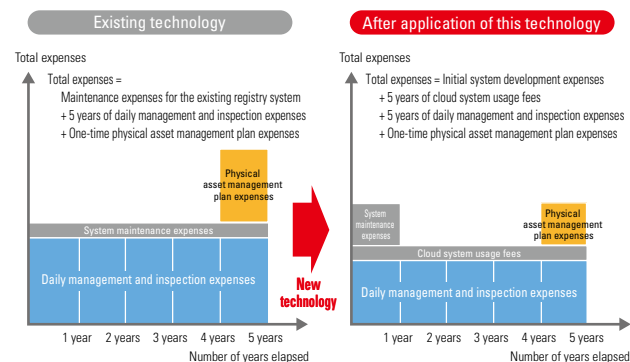 Existing technology
Total expenses
Total expenses =
Maintenance expenses for the existing registry system
+ 5 years of daily management and inspection expenses
+ One-time physical asset management plan expenses
Physical
asset management
plan expenses
System maintenance expenses
Daily management and inspection expenses
1 year 2 years 3 years 4 years 5 years
Number of years elapsed
New
technology
After application of this technology
Total expenses
Total expenses = Initial system development expenses
+ 5 years of cloud system usage fees
+ 5 years of daily management and inspection expenses
+ One-time physical asset management plan expenses
System
maintenance
expenses
Physical
asset management
plan expenses
Cloud system usage fees
Daily management and inspection expenses
1 year 2 years 3 years 4 years 5 years
Number of years elapsed